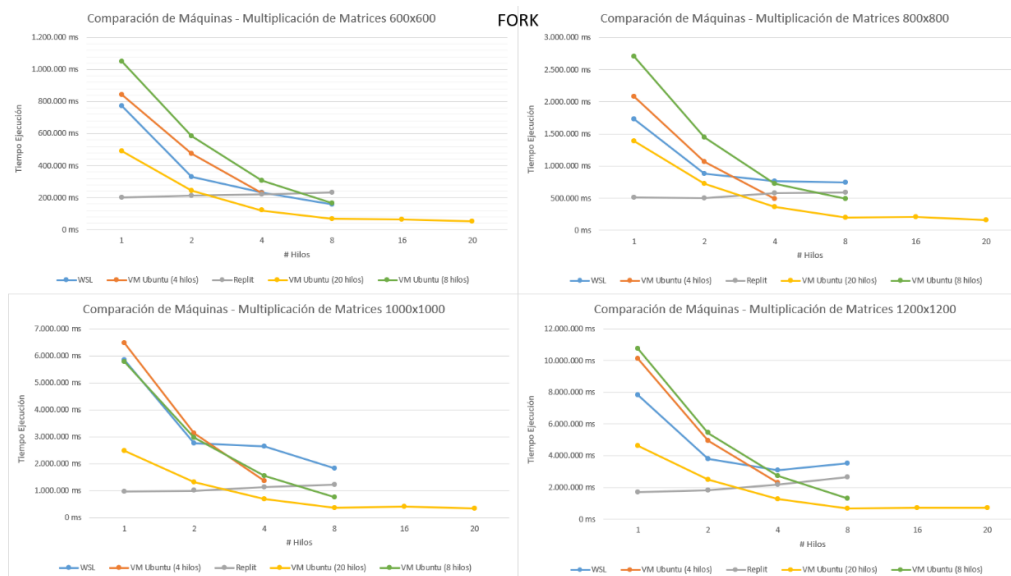 FORK
Comparación de Máquinas - Multiplicación de Matrices 600x600
Tiempo Ejecución
1.200.000 ms
1.000.000 ms
800.000 ms
600.000 ms
400.000 ms
200.000 ms
0 ms
1 2 4 8 16 20
# Hilos
WSL VM Ubuntu (4 hilos) Replit VM Ubuntu (20 hilos) VM Ubuntu (8 hilos)
Comparación de Máquinas - Multiplicación de Matrices 800x800
Tiempo Ejecución
3.000.000 ms
2.500.000 ms
2.000.000 ms
1.500.000 ms
1.000.000 ms
500.000 ms
0 ms
1 2 4 8 16 20
# Hilos
WSL VM Ubuntu (4 hilos) Replit VM Ubuntu (20 hilos) VM Ubuntu (8 hilos)
Comparación de Máquinas - Multiplicación de Matrices 1000x1000
Tiempo Ejecución
7.000.000 ms
6.000.000 ms
5.000.000 ms
4.000.000 ms
3.000.000 ms
2.000.000 ms
1.000.000 ms
0 ms
1 2 4 8 16 20
# Hilos
WSL VM Ubuntu (4 hilos) Replit VM Ubuntu (20 hilos) VM Ubuntu (8 hilos)
Comparación de Máquinas - Multiplicación de Matrices 1200x1200
Tiempo Ejecución
12.000.000 ms
10.000.000 ms
8.000.000 ms
6.000.000 ms
4.000.000 ms
2.000.000 ms
0 ms
1 2 4 8 16 20
# Hilos
WSL VM Ubuntu (4 hilos) Replit VM Ubuntu (20 hilos) VM Ubuntu (8 hilos)